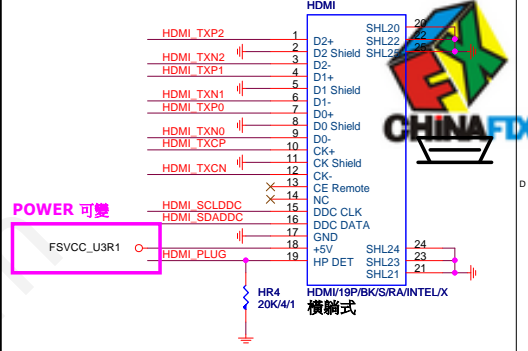 HDMI
HDMI_TXP2 1 D2+ SHL20 20
2 D2 Shield SHL22 22
HDMI_TXN2 3 D2- SHL25 25
HDMI_TXP1 4 D1+
5 D1 Shield
HDMI_TXN1 6 D1-
HDMI_TXP0 7 D0+
8 D0 Shield
HDMI_TXN0 9 D0-
HDMI_TXCP 10 CK+
11 CK Shield
HDMI_TXCN 12 CK-
13 CE Remote
14 NC
HDMI_SCLDDC 15 DDC CLK
HDMI_SDADDC 16 DDC DATA
17 GND
FSVCC_U3R1 18 +5V SHL24 24
HDMI_PLUG 19 HP DET SHL23 23
SHL21 21
POWER 可變
HR4
20K/4/1
HDMI/19P/BK/S/RA/INTEL/X
橫躺式
CHiNAFIX
D